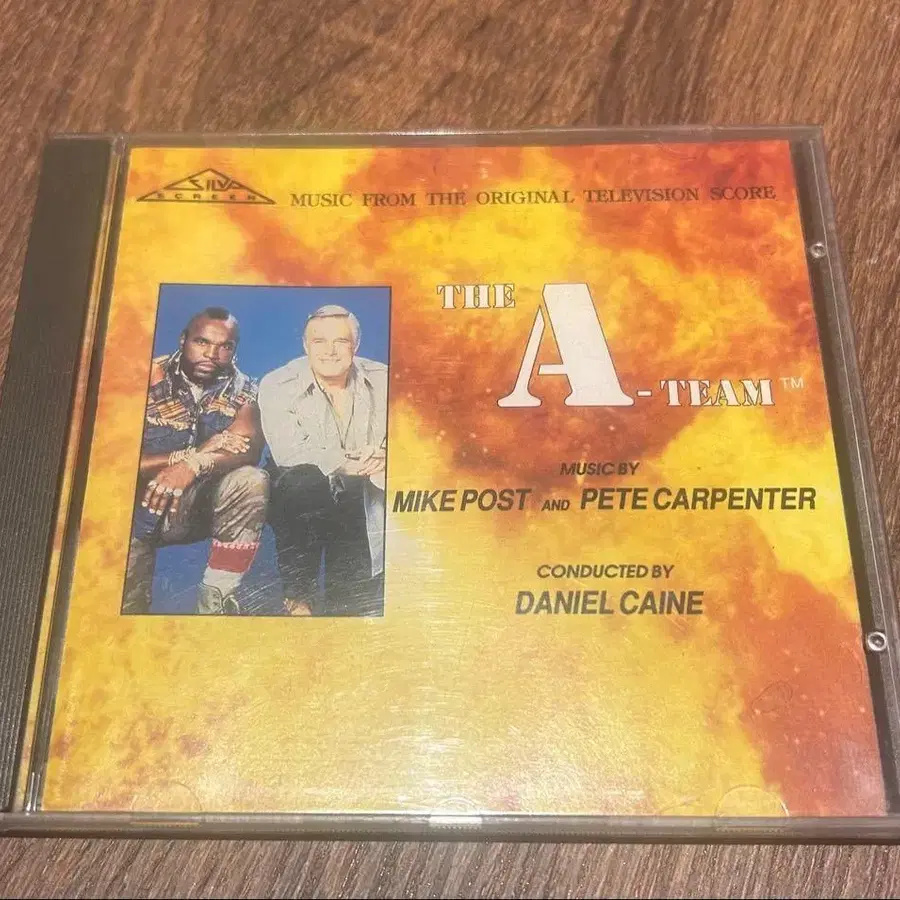 SILVA
SCREEN
MUSIC FROM THE ORIGINAL TELEVISION SCORE
THE
A-TEAM™
MUSIC BY
MIKE POST AND PETE CARPENTER
CONDUCTED BY
DANIEL CAINE